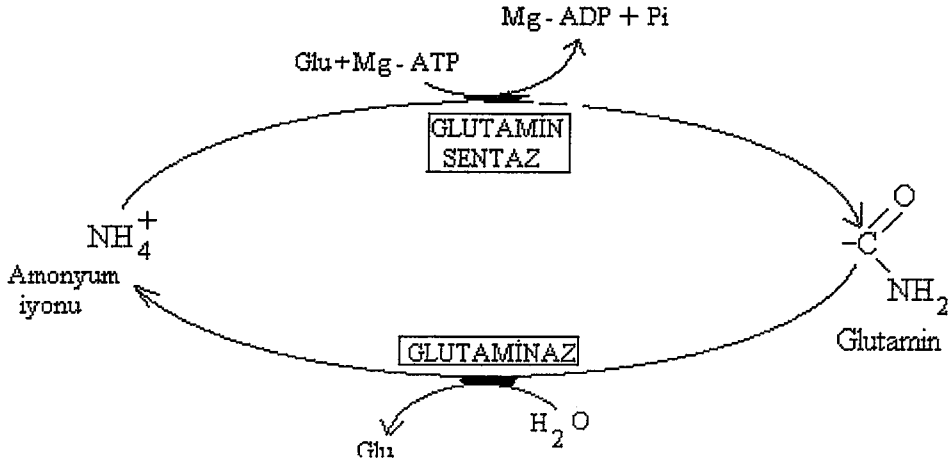 Mg - ADP + Pi
Glu+Mg - ATP
GLUTAMİN
SENTAZ
O
NH4+
C
Amonyum
iyonu
NH2
Glutamin
GLUTAMİNAZ
H2O
Glu